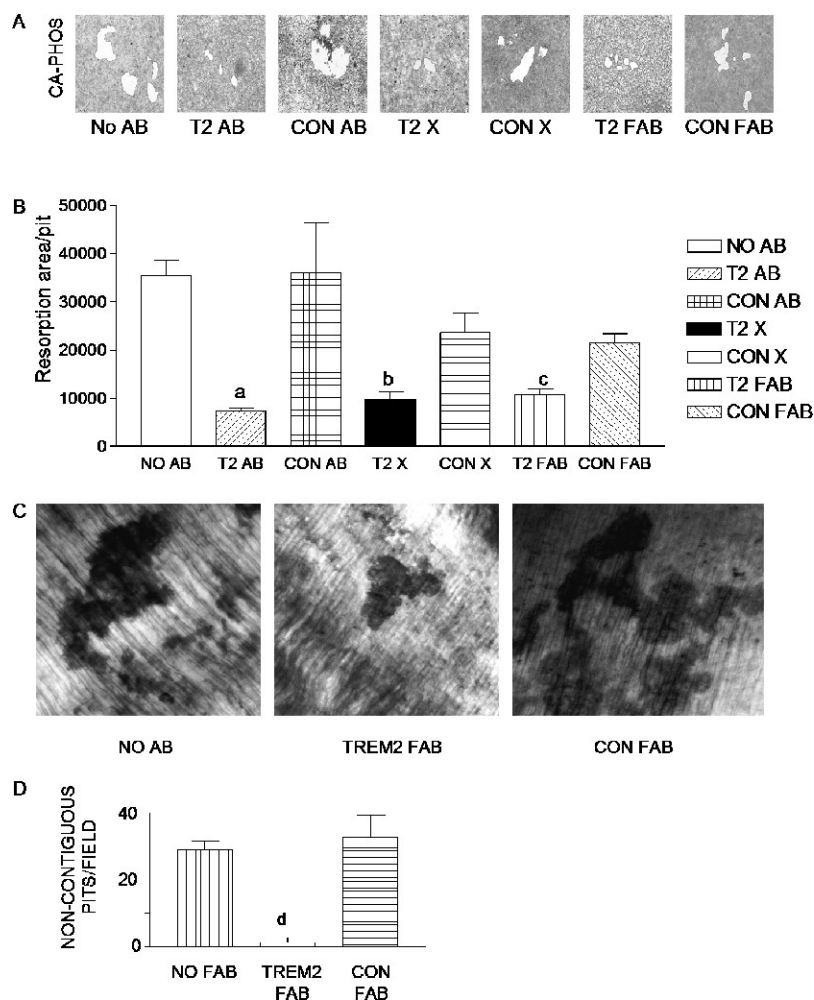 A
CA-PHOS
No AB T2 AB CON AB T2 X CON X T2 FAB CON FAB
B
Resorption area/pit
50000
40000
30000
20000
10000
0
a
b
c
NO AB T2 AB CON AB T2 X CON X T2 FAB CON FAB
NO AB
T2 AB
CON AB
T2 X
CON X
T2 FAB
CON FAB
C
NO AB TREM2 FAB CON FAB
D
NON-CONTIGUOUS
PITS/FIELD
40
20
0
d
NO FAB TREM2 CON
FAB FAB